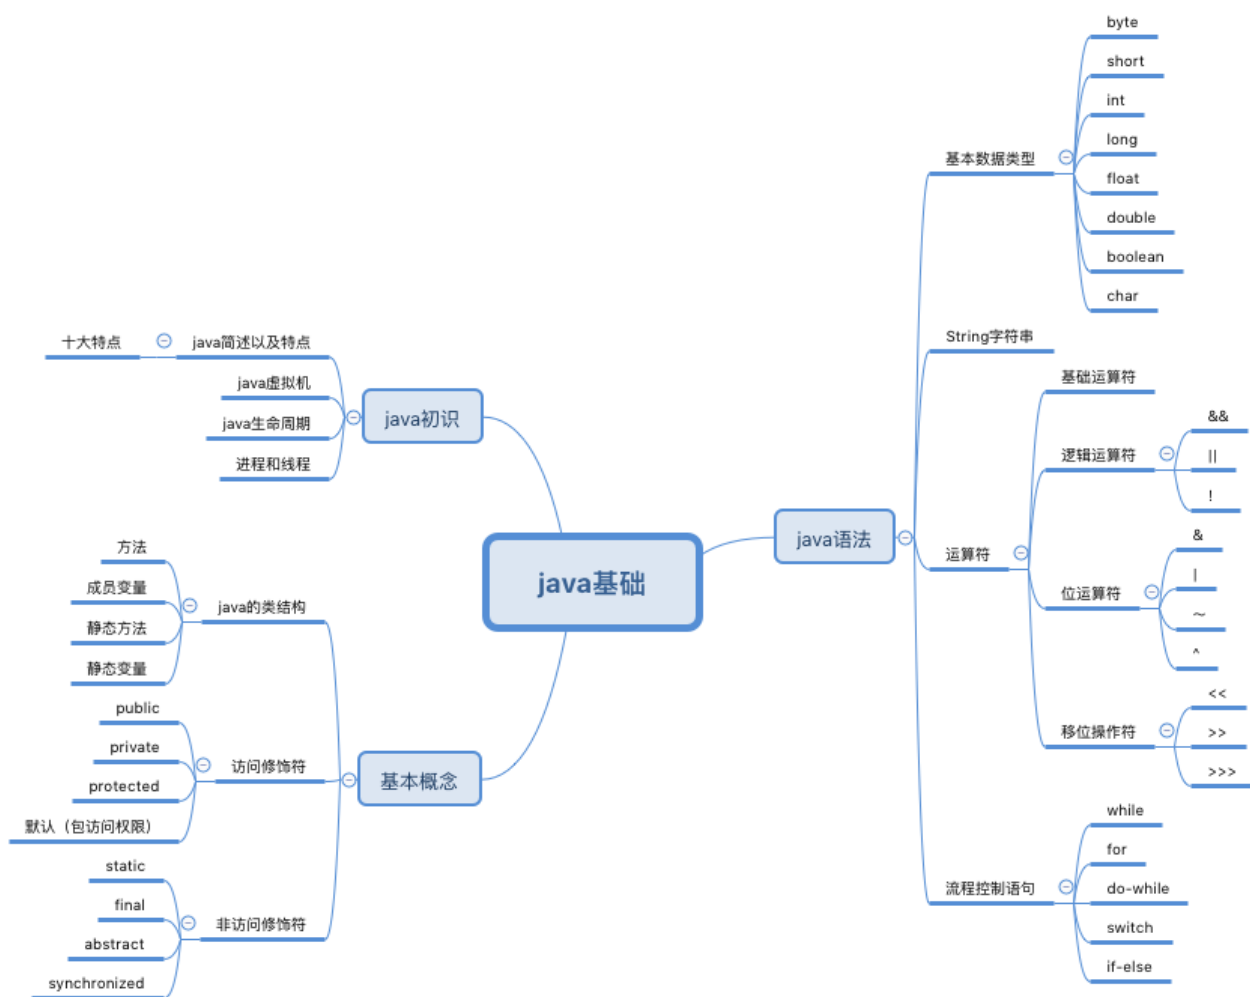 java基础
java初识
java简述以及特点
十大特点
java虚拟机
java生命周期
进程和线程
基本概念
java的类结构
方法
成员变量
静态方法
静态变量
访问修饰符
public
private
protected
默认（包访问权限）
非访问修饰符
static
final
abstract
synchronized
java语法
基本数据类型
byte
short
int
long
float
double
boolean
char
String字符串
运算符
基础运算符
逻辑运算符
&&
||
!
位运算符
&
|
～
^
移位操作符
<<
>>
>>>
流程控制语句
while
for
do-while
switch
if-else